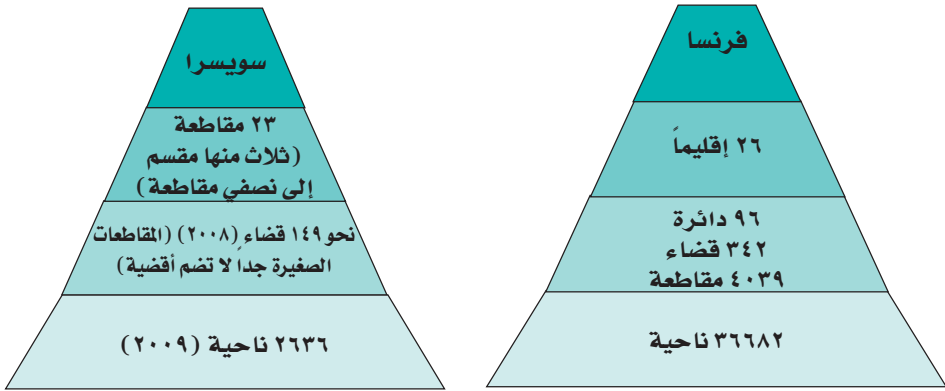 فرنسا
٢٦ إقليماً
٩٦ دائرة
٣٤٢ قضاء
٤٠٣٩ مقاطعة
٣٦٦٨٢ ناحية
سويسرا
٢٣ مقاطعة
(ثلاث منها مقسم
إلى نصفي مقاطعة)
نحو ١٤٩ قضاء (٢٠٠٨) (المقاطعات
الصغيرة جداً لا تضم أقضية)
٢٦٣٦ ناحية (٢٠٠٩)